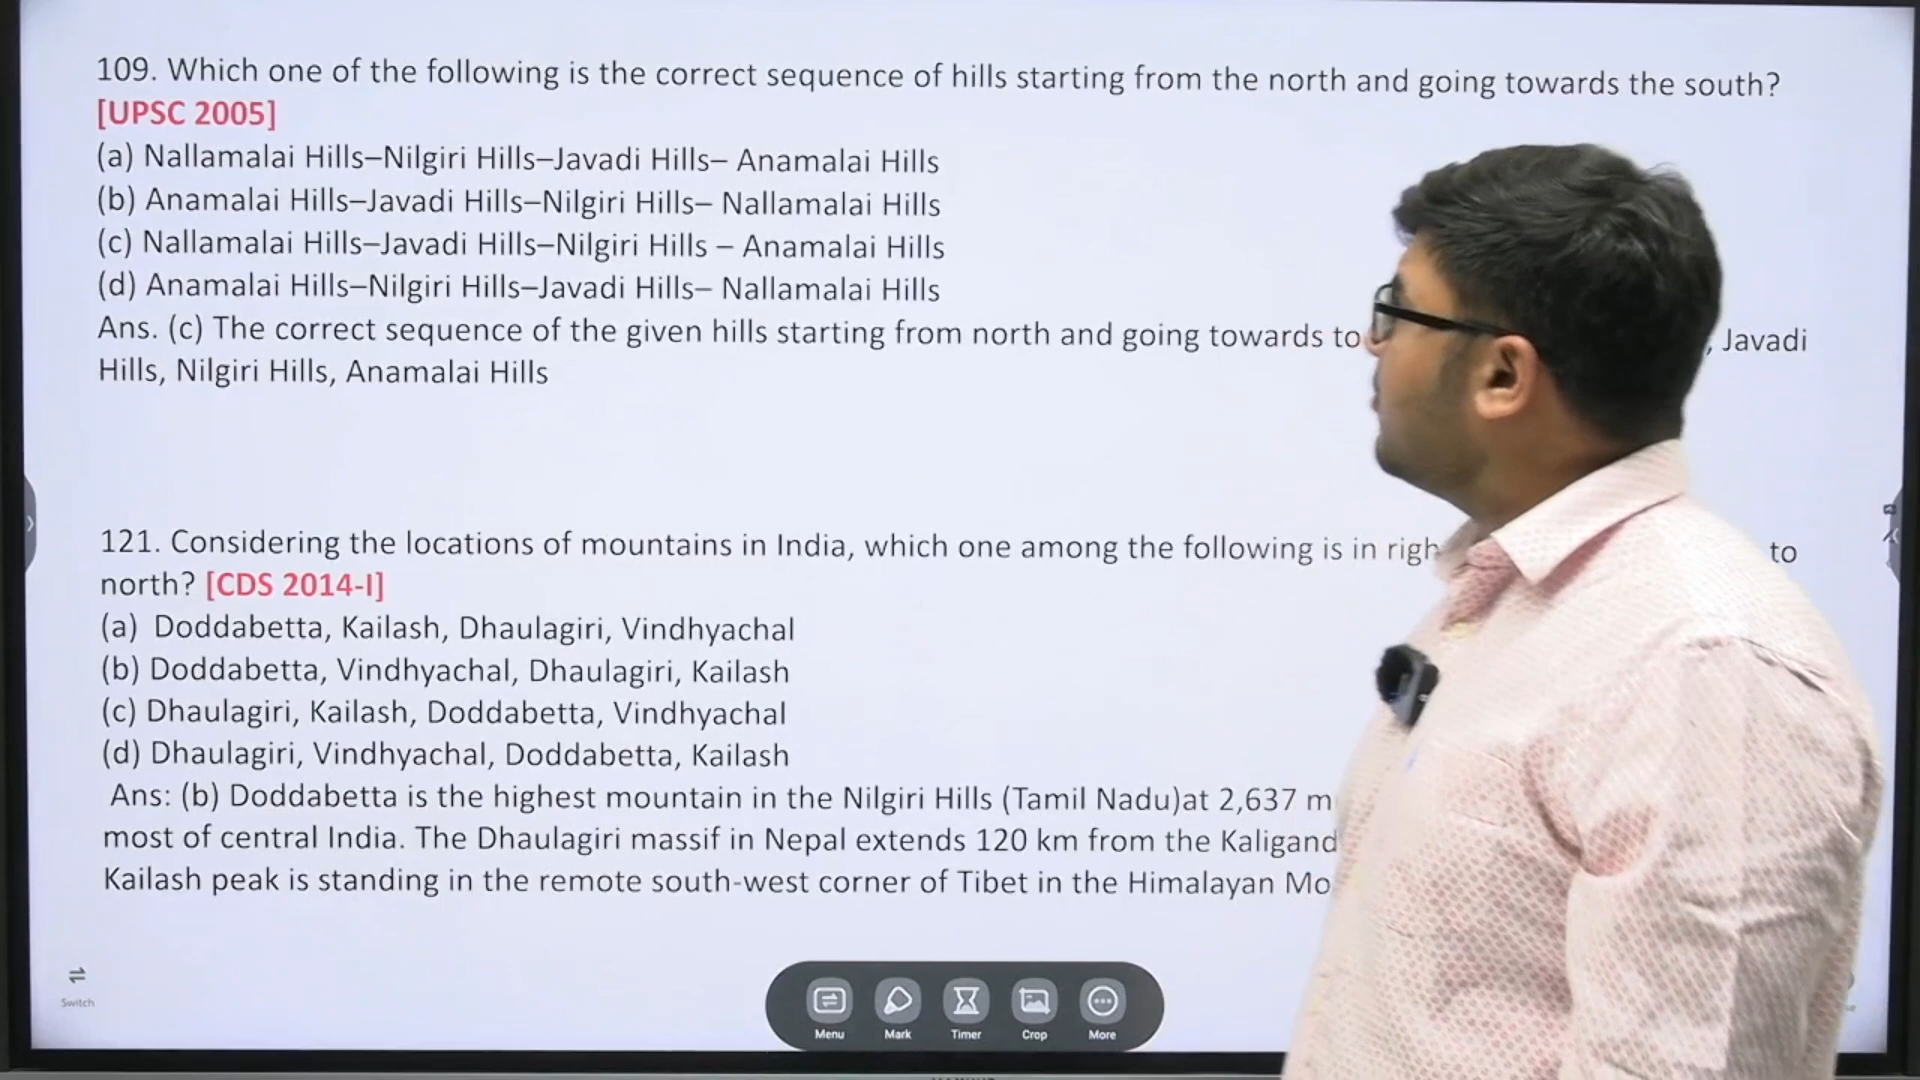 109. Which one of the following is the correct sequence of hills starting from the north and going towards the south?
[UPSC 2005]
(a) Nallamalai Hills–Nilgiri Hills–Javadi Hills– Anamalai Hills
(b) Anamalai Hills–Javadi Hills–Nilgiri Hills– Nallamalai Hills
(c) Nallamalai Hills–Javadi Hills–Nilgiri Hills – Anamalai Hills
(d) Anamalai Hills–Nilgiri Hills–Javadi Hills– Nallamalai Hills
Ans. (c) The correct sequence of the given hills starting from north and going towards to , Javadi
Hills, Nilgiri Hills, Anamalai Hills
121. Considering the locations of mountains in India, which one among the following is in righ to
north? [CDS 2014-I]
(a) Doddabetta, Kailash, Dhaulagiri, Vindhyachal
(b) Doddabetta, Vindhyachal, Dhaulagiri, Kailash
(c) Dhaulagiri, Kailash, Doddabetta, Vindhyachal
(d) Dhaulagiri, Vindhyachal, Doddabetta, Kailash
Ans: (b) Doddabetta is the highest mountain in the Nilgiri Hills (Tamil Nadu)at 2,637 m
most of central India. The Dhaulagiri massif in Nepal extends 120 km from the Kaligand
Kailash peak is standing in the remote south-west corner of Tibet in the Himalayan Mo
Switch
Menu Mark Timer Crop More